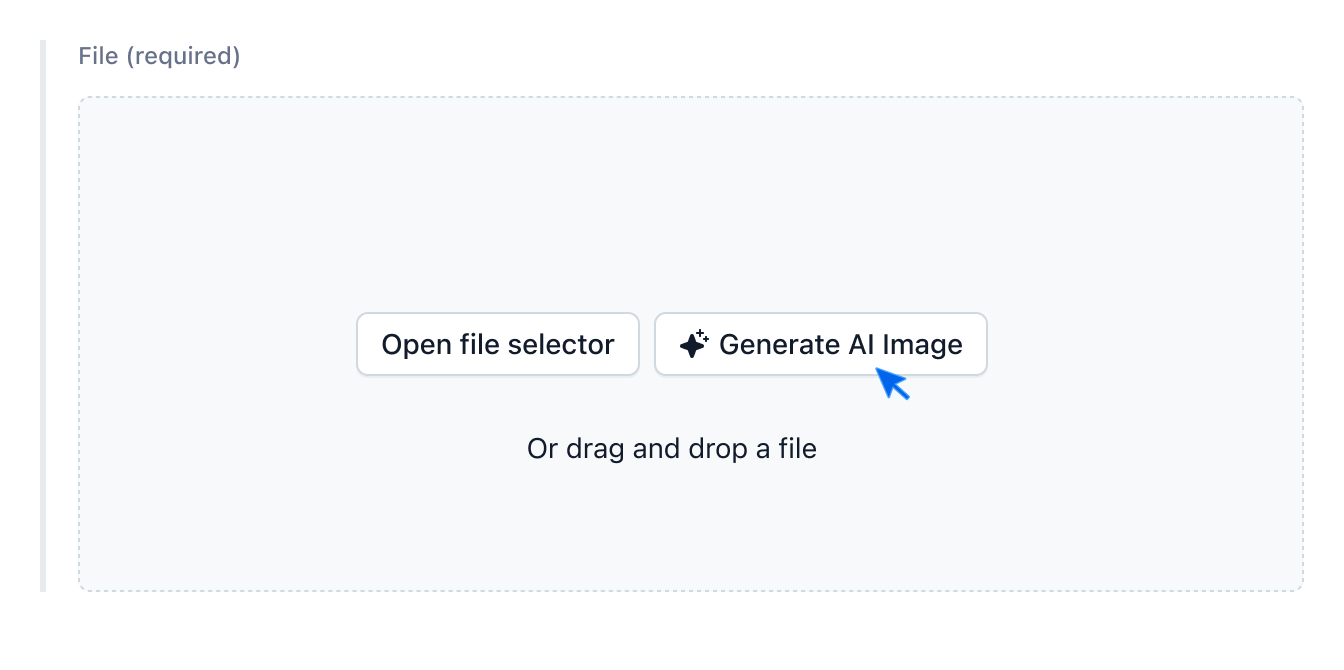 File (required)
Open file selector
Generate AI Image
Or drag and drop a file